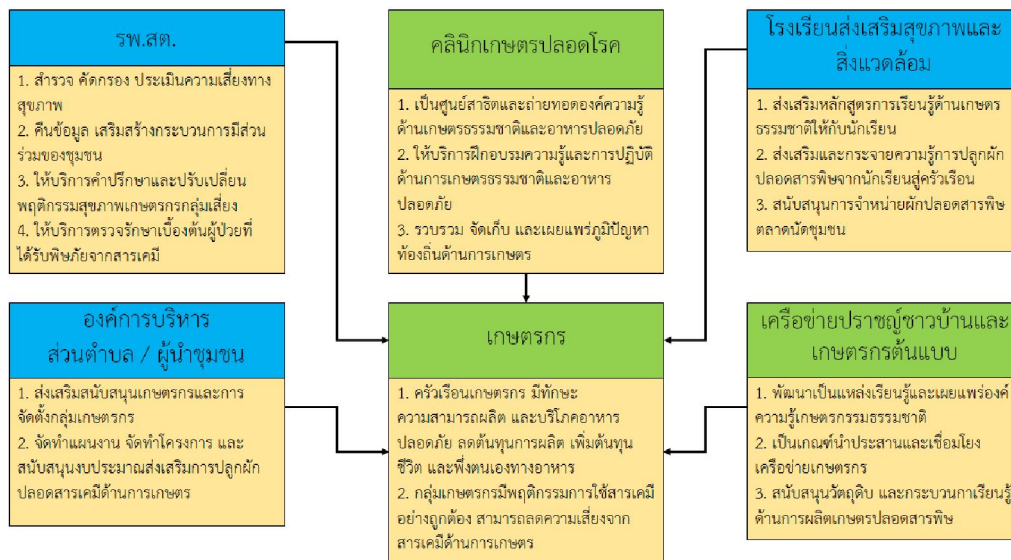 รพ.สต.
1. สำรวจ คัดกรอง ประเมินความเสี่ยงทาง
สุขภาพ
2. คืนข้อมูล เสริมสร้างกระบวนการมีส่วน
ร่วมของชุมชน
3. ให้บริการคำปรึกษาและปรับเปลี่ยน
พฤติกรรมสุขภาพเกษตรกรกลุ่มเสี่ยง
4. ให้บริการตรวจรักษาเบื้องต้นผู้ป่วยที่
ได้รับพิษภัยจากสารเคมี
คลินิกเกษตรปลอดโรค
1. เป็นศูนย์สาธิตและถ่ายทอดองค์ความรู้
ด้านเกษตรธรรมชาติและอาหารปลอดภัย
2. ให้บริการฝึกอบรมความรู้และการปฏิบัติ
ด้านการเกษตรธรรมชาติและอาหาร
ปลอดภัย
3. รวบรวม จัดเก็บ และเผยแพร่ภูมิปัญหา
ท้องถิ่นด้านการเกษตร
โรงเรียนส่งเสริมสุขภาพและ
สิ่งแวดล้อม
1. ส่งเสริมหลักสูตรการเรียนรู้ด้านเกษตร
ธรรมชาติให้กับนักเรียน
2. ส่งเสริมและกระจายความรู้การปลูกผัก
ปลอดสารพิษจากนักเรียนสู่ครัวเรือน
3. สนับสนุนการจำหน่ายผักปลอดสารพิษ
ตลาดนัดชุมชน
องค์การบริหาร
ส่วนตำบล / ผู้นำชุมชน
1. ส่งเสริมสนับสนุนเกษตรกรและการ
จัดตั้งกลุ่มเกษตรกร
2. จัดทำแผนงาน จัดทำโครงการ และ
สนับสนุนงบประมาณส่งเสริมการปลูกผัก
ปลอดสารเคมีด้านการเกษตร
เกษตรกร
1. ครัวเรือนเกษตรกร มีทักษะ
ความสามารถผลิต และบริโภคอาหาร
ปลอดภัย ลดต้นทุนการผลิต เพิ่มต้นทุน
ชีวิต และพึ่งตนเองทางอาหาร
2. กลุ่มเกษตรกรมีพฤติกรรมการใช้สารเคมี
อย่างถูกต้อง สามารถลดความเสี่ยงจาก
สารเคมีด้านการเกษตร
เครือข่ายปราชญ์ชาวบ้านและ
เกษตรกรต้นแบบ
1. พัฒนาเป็นแหล่งเรียนรู้และเผยแพร่องค์
ความรู้เกษตรกรรมธรรมชาติ
2. เป็นเกณฑ์นำประสานและเชื่อมโยง
เครือข่ายเกษตรกร
3. สนับสนุนวัตถุดิบ และกระบวนกาเรียนรู้
ด้านการผลิตเกษตรปลอดสารพิษ